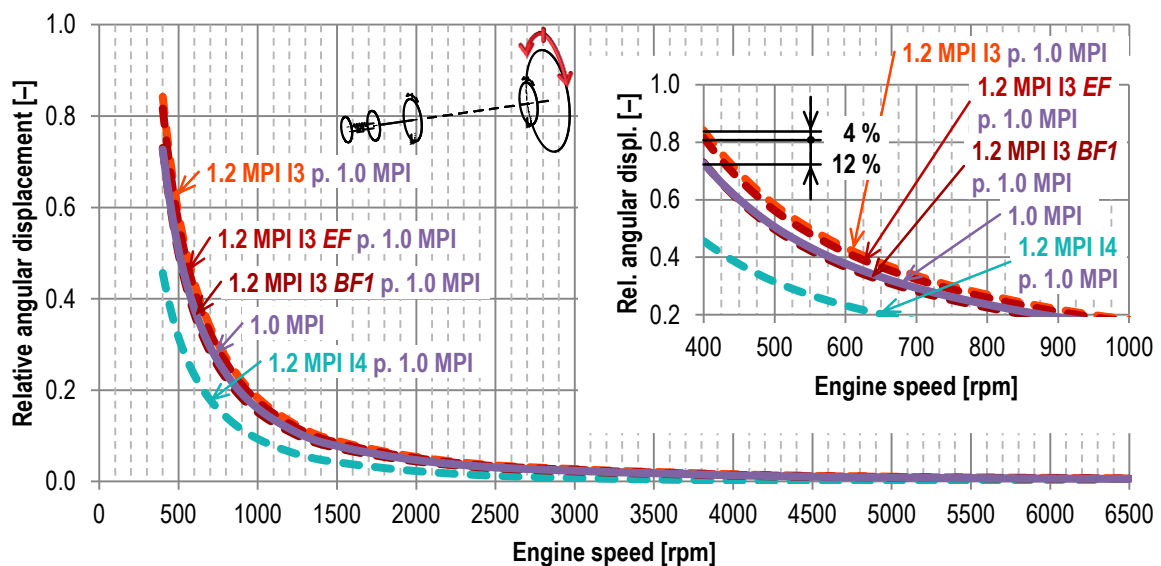 Relative angular displacement [–]
1.0
0.8
0.6
0.4
0.2
0.0
0 500 1000 1500 2000 2500 3000 3500 4000 4500 5000 5500 6000 6500
Engine speed [rpm]
1.2 MPI I3 p. 1.0 MPI
1.2 MPI I3 EF p. 1.0 MPI
1.2 MPI I3 BF1 p. 1.0 MPI
1.0 MPI
1.2 MPI I4 p. 1.0 MPI
Rel. angular displ. [–]
1.0
0.8
0.6
0.4
0.2
400 500 600 700 800 900 1000
Engine speed [rpm]
1.2 MPI I3 p. 1.0 MPI
1.2 MPI I3 EF
p. 1.0 MPI
1.2 MPI I3 BF1
p. 1.0 MPI
1.0 MPI
1.2 MPI I4
p. 1.0 MPI
4 %
12 %